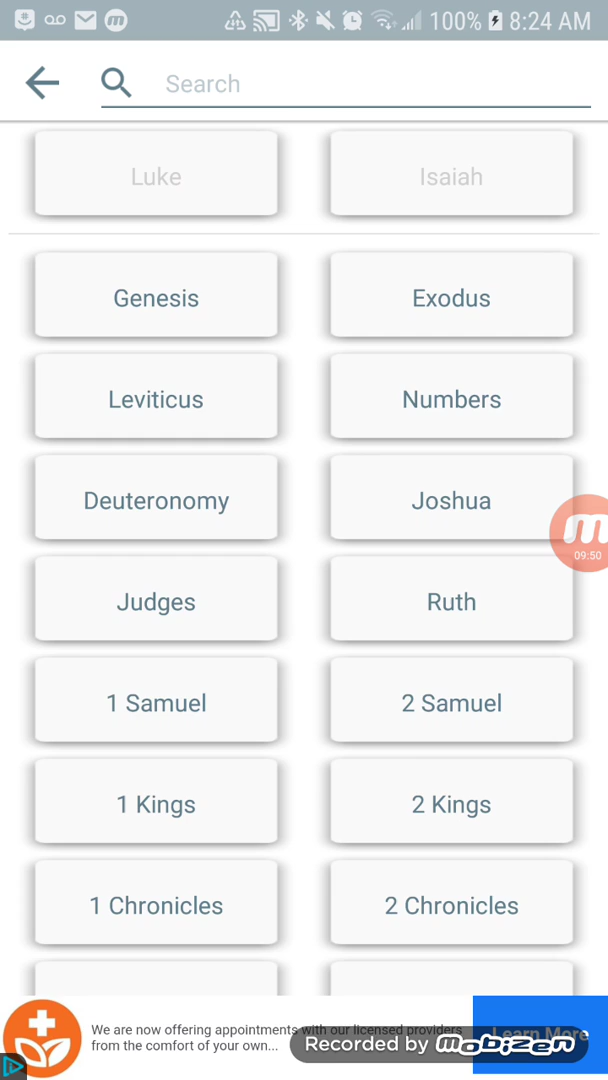 100% 8:24 AM
Search
Luke Isaiah
Genesis Exodus
Leviticus Numbers
Deuteronomy Joshua
m
09:50
Judges Ruth
1 Samuel 2 Samuel
1 Kings 2 Kings
1 Chronicles 2 Chronicles
We are now offering appointments with our licensed providers
from the comfort of your own...
Learn More
Recorded by mobizen